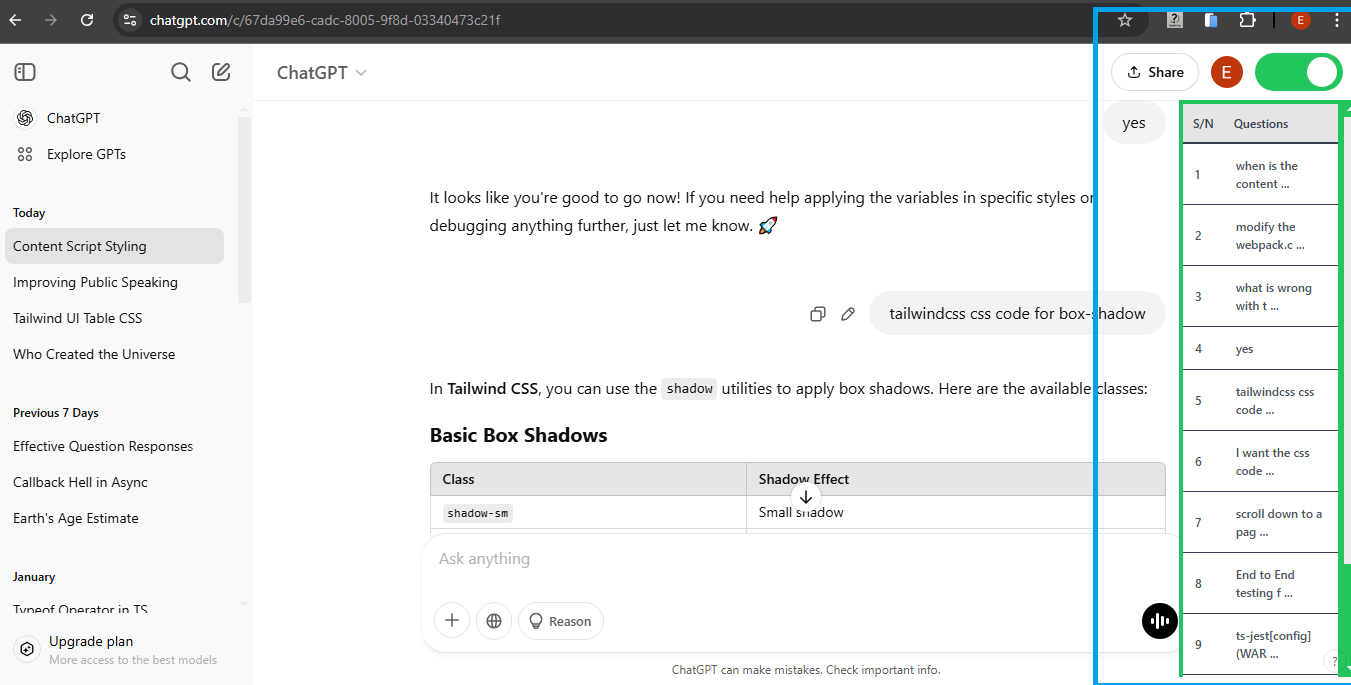 chatgpt.com/c/67da99e6-cadc-8005-9f8d-03340473c21f
E
ChatGPT
Share
E
ChatGPT
Explore GPTs
Today
Content Script Styling
Improving Public Speaking
Tailwind UI Table CSS
Who Created the Universe
Previous 7 Days
Effective Question Responses
Callback Hell in Async
Earth's Age Estimate
January
Typeof Operator in TS
Upgrade plan
More access to the best models
yes
It looks like you're good to go now! If you need help applying the variables in specific styles or
debugging anything further, just let me know. 🚀
tailwindcss css code for box-shadow
In Tailwind CSS, you can use the shadow utilities to apply box shadows. Here are the available classes:
Basic Box Shadows
Class Shadow Effect
shadow-sm Small shadow
Ask anything
Reason
ChatGPT can make mistakes. Check important info.
S/N Questions
1 when is the
content ...
2 modify the
webpack.c ...
3 what is wrong
with t ...
4 yes
5 tailwindcss css
code ...
6 I want the css
code ...
7 scroll down to a
pag ...
8 End to End
testing f ...
9 ts-jest[config]
(WAR ...
?